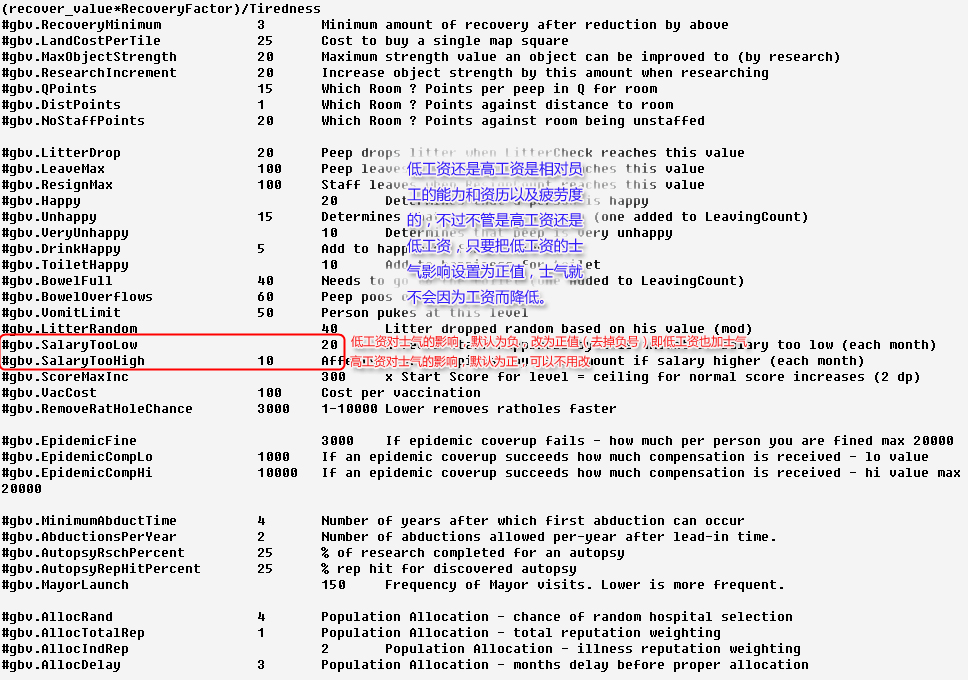 (recover_value*RecoveryFactor)/Tiredness
#gbv.RecoveryMinimum 3 Minimum amount of recovery after reduction by above
#gbv.LandCostPerTile 25 Cost to buy a single map square
#gbv.MaxObjectStrength 20 Maximum strength value an object can be improved to (by research)
#gbv.ResearchIncrement 20 Increase object strength by this amount when researching
#gbv.QPoints 15 Which Room ? Points per peep in Q for room
#gbv.DistPoints 1 Which Room ? Points against distance to room
#gbv.NoStaffPoints 20 Which Room ? Points against room being unstaffed
#gbv.LitterDrop 20 Peep drops litter when LitterCheck reaches this value
#gbv.LeaveMax 100 Peep leaves reaches this value
#gbv.ResignMax 100 Staff leaves reaches this value
#gbv.Happy 20 is happy
#gbv.Unhappy 15 Determines (one added to LeavingCount)
#gbv.VeryUnhappy 10 Determines that peep is very unhappy
#gbv.DrinkHappy 5 Add to
#gbv.ToiletHappy 10 Add to toilet
#gbv.BowelFull 40 Needs to added to LeavingCount)
#gbv.BowelOverflows 60 Peep poos
#gbv.VomitLimit 50 Person pukes at this level
#gbv.LitterRandom 40 Litter dropped random based on his value (mod)
低工资还是高工资是相对员
工的能力和资历以及疲劳度
的，不过不管是高工资还是
低工资，只要把低工资的士
气影响设置为正值，士气就
不会因为工资而降低。
#gbv.SalaryTooLow 20 salary too low (each month)
低工资对士气的影响，默认为负，改为正值（去掉负号）即低工资也加士气
#gbv.SalaryTooHigh 10 if salary higher (each month)
高工资对士气的影响，默认为正，可以不用改
#gbv.ScoreMaxInc 300 x Start Score for level = ceiling for normal score increases (2 dp)
#gbv.VacCost 100 Cost per vaccination
#gbv.RemoveRatHoleChance 3000 1-10000 Lower removes ratholes faster
#gbv.EpidemicFine 3000 If epidemic coverup fails - how much per person you are fined max 20000
#gbv.EpidemicCompLo 1000 If an epidemic coverup succeeds how much compensation is received - lo value
#gbv.EpidemicCompHi 10000 If an epidemic coverup succeeds how much compensation is received - hi value max
20000
#gbv.MinimumAbductTime 4 Number of years after which first abduction can occur
#gbv.AbductionsPerYear 2 Number of abductions allowed per-year after lead-in time.
#gbv.AutopsyRschPercent 25 % of research completed for an autopsy
#gbv.AutopsyRepHitPercent 25 % rep hit for discovered autopsy
#gbv.MayorLaunch 150 Frequency of Mayor visits. Lower is more frequent.
#gbv.AllocRand 4 Population Allocation - chance of random hospital selection
#gbv.AllocTotalRep 1 Population Allocation - total reputation weighting
#gbv.AllocIndRep 2 Population Allocation - illness reputation weighting
#gbv.AllocDelay 3 Population Allocation - months delay before proper allocation